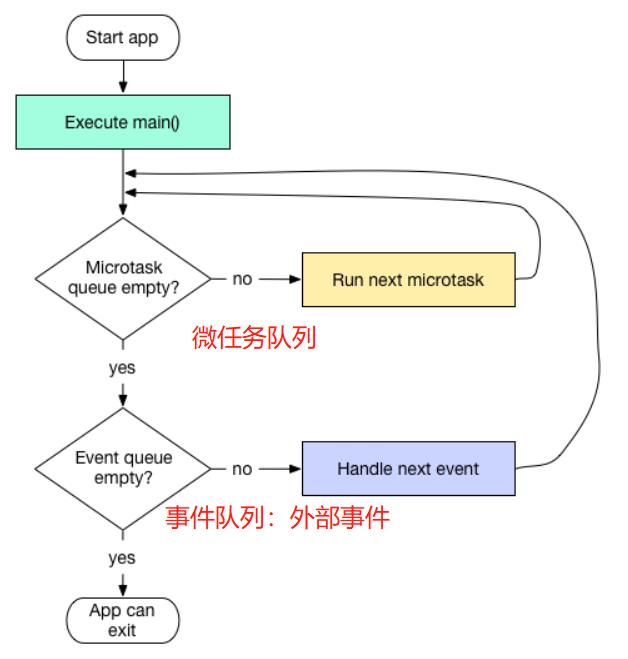 Start app
Execute main()
Microtask
queue empty?
no
Run next microtask
微任务队列
yes
Event queue
empty?
no
Handle next event
事件队列：外部事件
yes
App can
exit